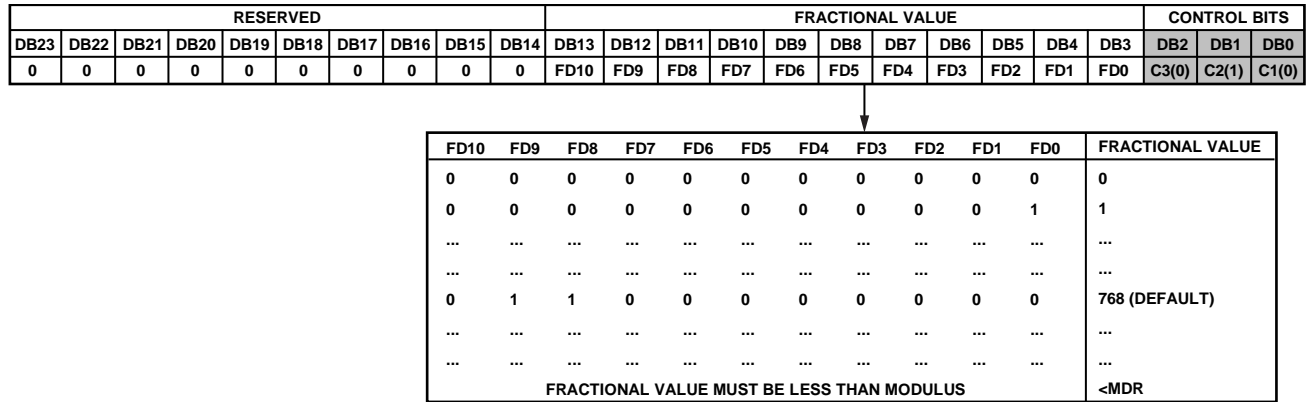 RESERVED FRACTIONAL VALUE CONTROL BITS
DB23 DB22 DB21 DB20 DB19 DB18 DB17 DB16 DB15 DB14 DB13 DB12 DB11 DB10 DB9 DB8 DB7 DB6 DB5 DB4 DB3 DB2 DB1 DB0
0 0 0 0 0 0 0 0 0 0 FD10 FD9 FD8 FD7 FD6 FD5 FD4 FD3 FD2 FD1 FD0 C3(0) C2(1) C1(0)
FD10 FD9 FD8 FD7 FD6 FD5 FD4 FD3 FD2 FD1 FD0 FRACTIONAL VALUE
0 0 0 0 0 0 0 0 0 0 0 0
0 0 0 0 0 0 0 0 0 0 1 1
... ... ... ... ... ... ... ... ... ... ... ...
... ... ... ... ... ... ... ... ... ... ... ...
0 1 1 0 0 0 0 0 0 0 0 768 (DEFAULT)
... ... ... ... ... ... ... ... ... ... ... ...
... ... ... ... ... ... ... ... ... ... ... ...
FRACTIONAL VALUE MUST BE LESS THAN MODULUS <MDR